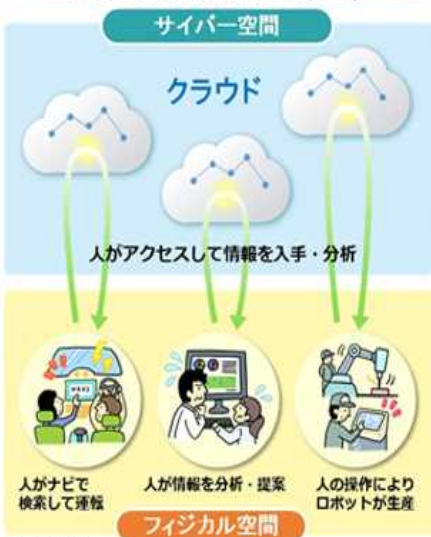 サイバー空間
クラウド
人がアクセスして情報を入手・分析
人がナビで
検索して運転
人が情報を分析・提案
人の操作により
ロボットが生産
フィジカル空間